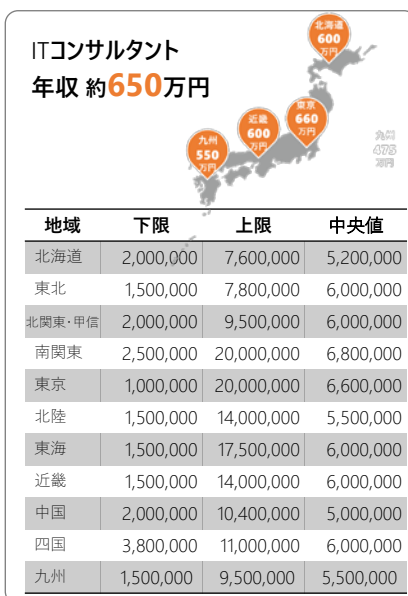 ITコンサルタント
年収 約650万円
北海道
600
万円
東京
660
万円
近畿
600
万円
九州
550
万円
九州
475
万円
地域 下限 上限 中央値
北海道 2,000,000 7,600,000 5,200,000
東北 1,500,000 7,800,000 6,000,000
北関東・甲信 2,000,000 9,500,000 6,000,000
南関東 2,500,000 20,000,000 6,800,000
東京 1,000,000 20,000,000 6,600,000
北陸 1,500,000 14,000,000 5,500,000
東海 1,500,000 17,500,000 6,000,000
近畿 1,500,000 14,000,000 6,000,000
中国 2,000,000 10,400,000 5,000,000
四国 3,800,000 11,000,000 6,000,000
九州 1,500,000 9,500,000 5,500,000